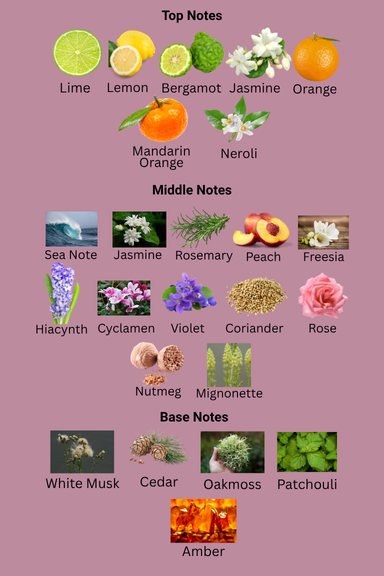 Top Notes
Lime Lemon Bergamot Jasmine Orange
Mandarin
Orange Neroli
Middle Notes
Sea Note Jasmine Rosemary Peach Freesia
Hiacynth Cyclamen Violet Coriander Rose
Nutmeg Mignonette
Base Notes
White Musk Cedar Oakmoss Patchouli
Amber